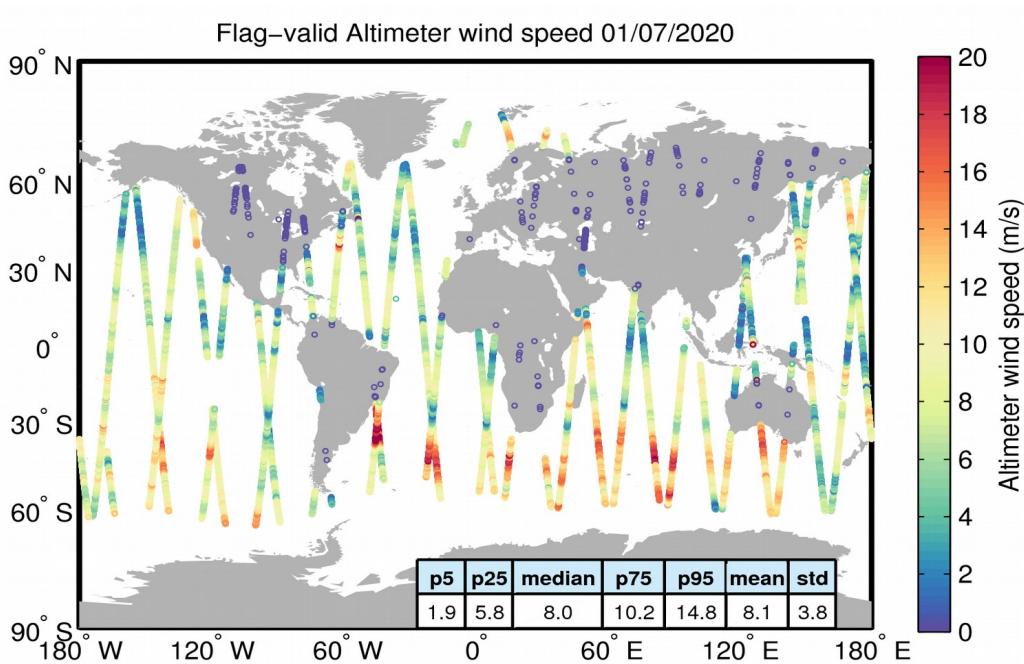 Flag−valid Altimeter wind speed 01/07/2020
90° N
60° N
30° N
0°
30° S
60° S
90° S
180° W
120° W
60° W
0°
60° E
120° E
180° E
p5 p25 median p75 p95 mean std
1.9 5.8 8.0 10.2 14.8 8.1 3.8
20
18
16
14
12
10
8
6
4
2
0
Altimeter wind speed (m/s)